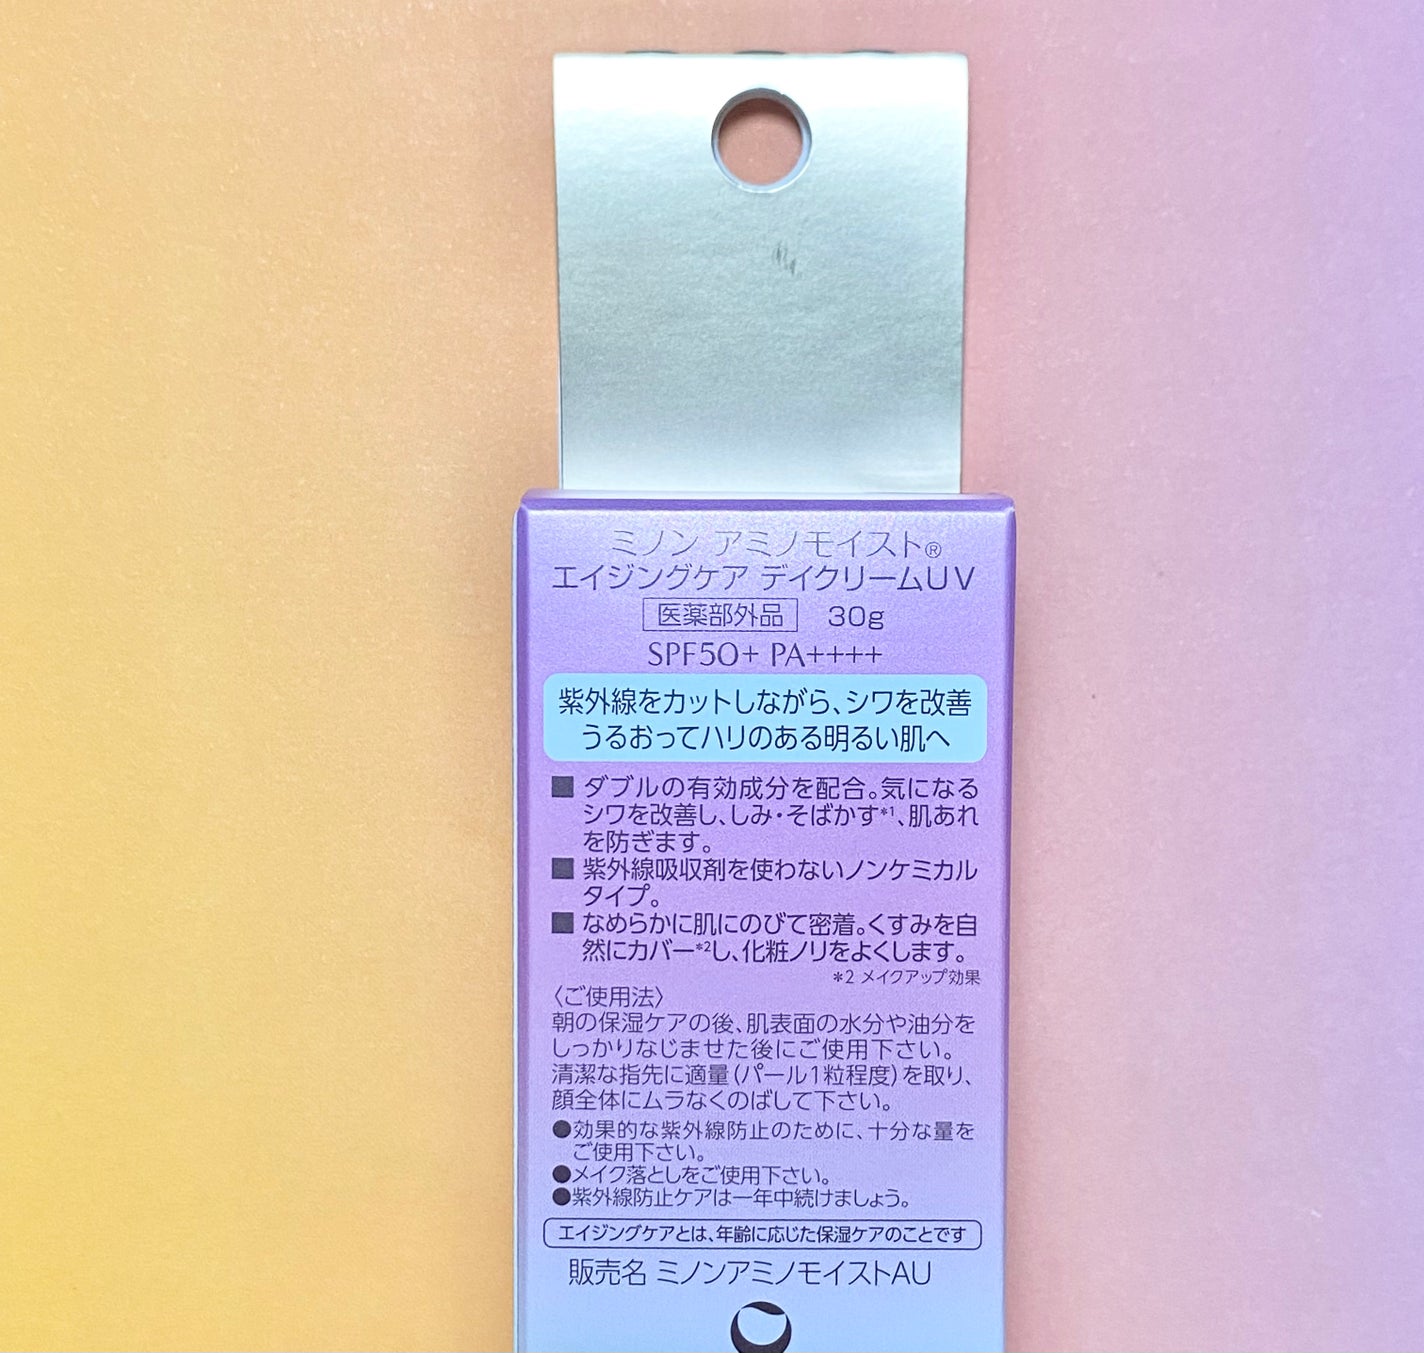 ミノン アミノモイスト®
エイジングケア デイクリームUV
医薬部外品 30g
SPF50+ PA++++
紫外線をカットしながら、シワを改善
うるおってハリのある明るい肌へ
■ ダブルの有効成分を配合。気になる
シワを改善し、しみ・そばかす*1、肌あれ
を防ぎます。
■ 紫外線吸収剤を使わないノンケミカル
タイプ。
■ なめらかに肌にのびて密着。くすみを自
然にカバー*2し、化粧ノリをよくします。
*2 メイクアップ効果
〈ご使用法〉
朝の保湿ケアの後、肌表面の水分や油分を
しっかりなじませた後にご使用下さい。
清潔な指先に適量(パール1粒程度)を取り、
顔全体にムラなくのばして下さい。
●効果的な紫外線防止のために、十分な量を
ご使用下さい。
●メイク落としをご使用下さい。
●紫外線防止ケアは一年中続けましょう。
エイジングケアとは、年齢に応じた保湿ケアのことです
販売名 ミノンアミノモイストAU